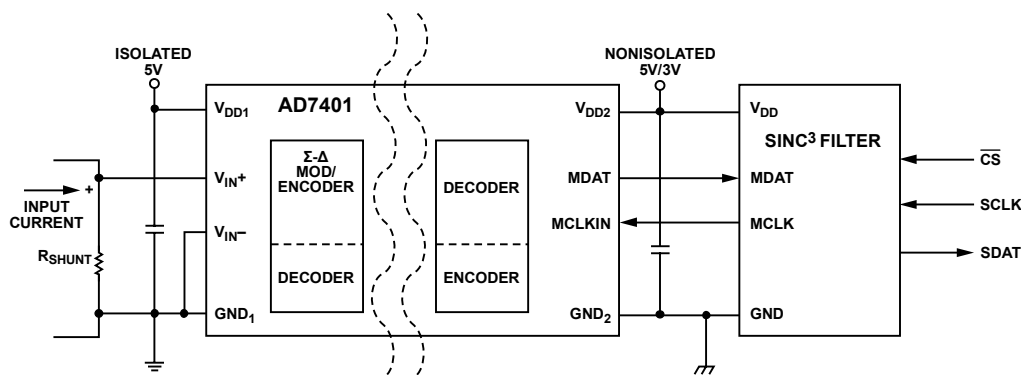 ISOLATED
5V
NONISOLATED
5V/3V
VDD1
AD7401
VDD2
VDD
SINC3 FILTER
Σ-Δ
MOD/
ENCODER
DECODER
CS
VIN+
MDAT
MDAT
+
INPUT
CURRENT
SCLK
VIN–
MCLKIN
MCLK
RSHUNT
DECODER
ENCODER
SDAT
GND1
GND2
GND